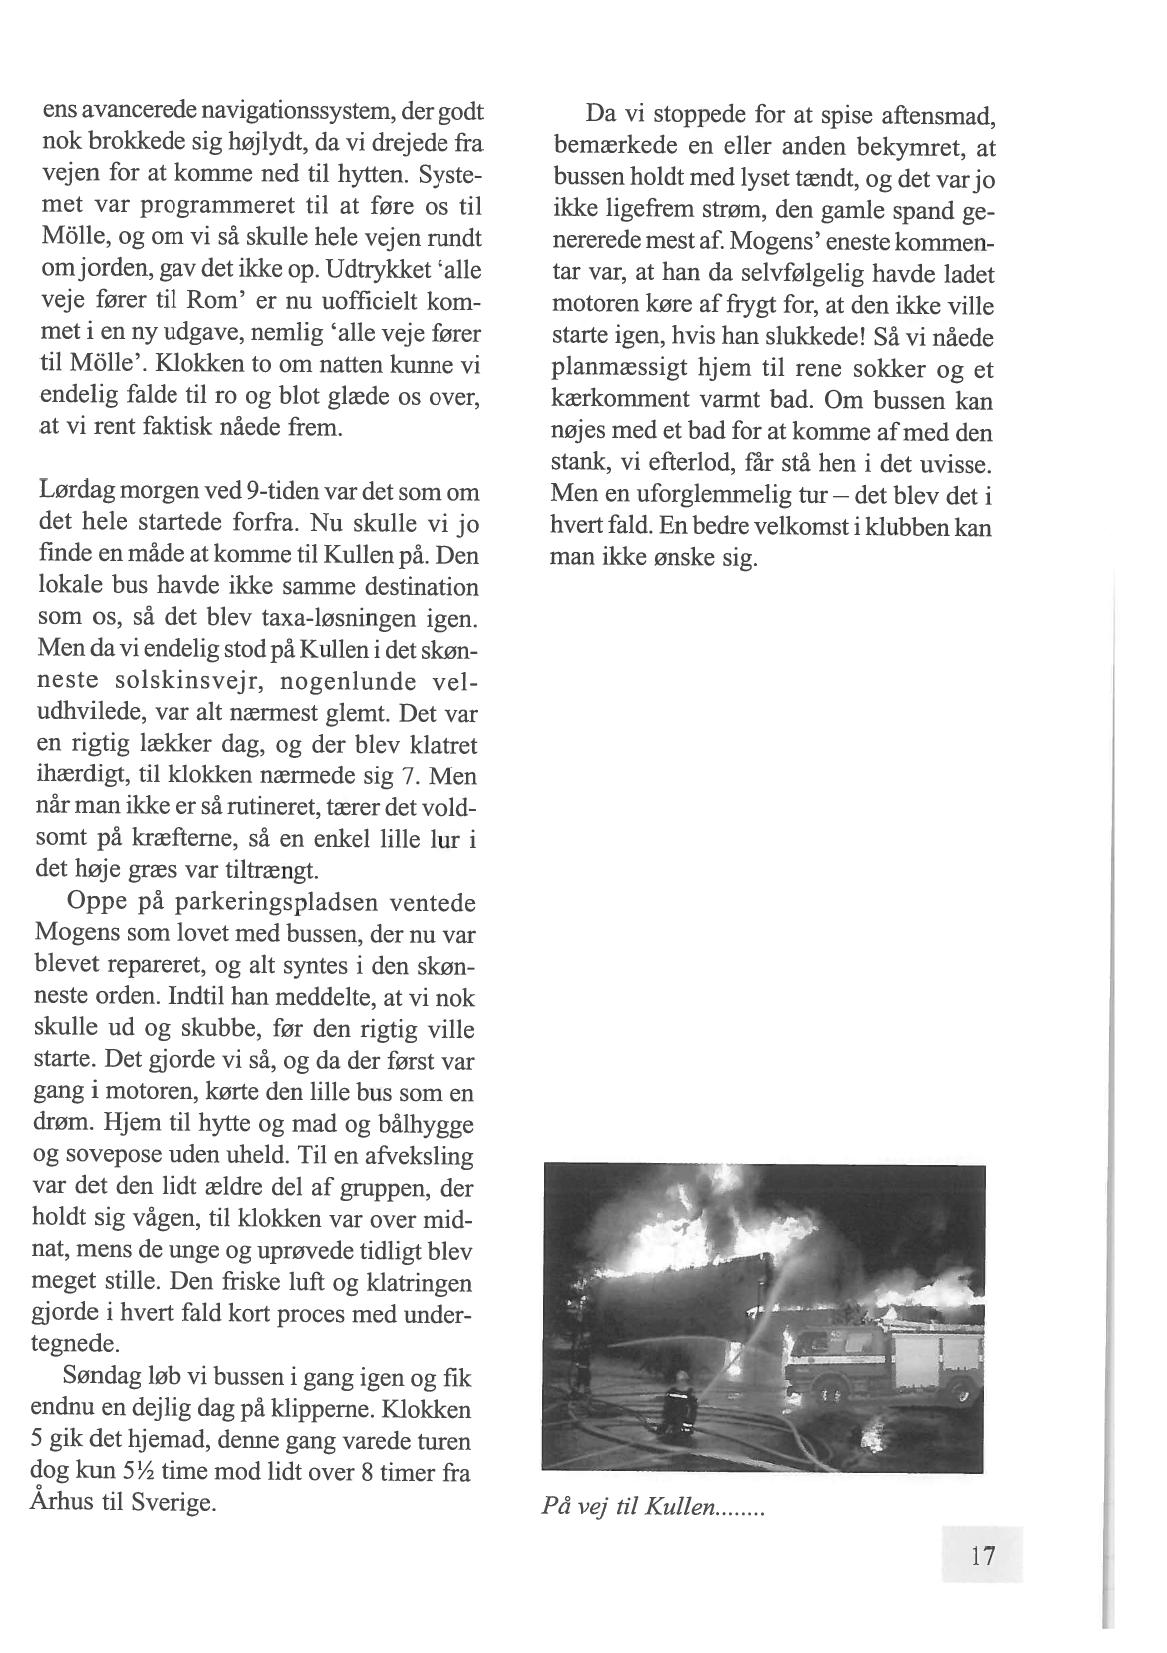 ens avancerede navigationssystem, der godt
nok brokkede sig højlydt, da vi drejede fra
vejen for at komme ned til hytten. Syste-
met var programmeret til at føre os til
Mölle, og om vi så skulle hele vejen rundt
om jorden, gav det ikke op. Udtrykket ‘alle
veje fører til Rom’ er nu uofficielt kom-
met i en ny udgave, nemlig ‘alle veje fører
til Mölle’. Klokken to om natten kunne vi
endelig falde til ro og blot glæde os over,
at vi rent faktisk nåede frem.
Lørdag morgen ved 9-tiden var det som om
det hele startede forfra. Nu skulle vi jo
finde en måde at komme til Kullen på. Den
lokale bus havde ikke samme destination
som os, så det blev taxa-løsningen igen.
Men da vi endelig stod på Kullen i det skøn-
neste solskinsvejr, nogenlunde vel-
udhvilede, var alt nærmest glemt. Det var
en rigtig lækker dag, og der blev klatret
ihærdigt, til klokken nærmede sig 7. Men
når man ikke er så rutineret, tærer det vold-
somt på kræfterne, så en enkel lille lur i
det høje græs var tiltrængt.
Oppe på parkeringspladsen ventede
Mogens som lovet med bussen, der nu var
blevet repareret, og alt syntes i den skøn-
neste orden. Indtil han meddelte, at vi nok
skulle ud og skubbe, før den rigtig ville
starte. Det gjorde vi så, og da der først var
gang i motoren, kørte den lille bus som en
drøm. Hjem til hytte og mad og bålhygge
og sovepose uden uheld. Til en afveksling
var det den lidt ældre del af gruppen, der
holdt sig vågen, til klokken var over mid-
nat, mens de unge og uprøvede tidligt blev
meget stille. Den friske luft og klatringen
gjorde i hvert fald kort proces med under-
tegnede.
Søndag løb vi bussen i gang igen og fik
endnu en dejlig dag på klipperne. Klokken
5 gik det hjemad, denne gang varede turen
dog kun 5½ time mod lidt over 8 timer fra
Århus til Sverige.
Da vi stoppede for at spise aftensmad,
bemærkede en eller anden bekymret, at
bussen holdt med lyset tændt, og det var jo
ikke ligefrem strøm, den gamle spand ge-
nererede mest af. Mogens’ eneste kommen-
tar var, at han da selvfølgelig havde ladet
motoren køre af frygt for, at den ikke ville
starte igen, hvis han slukkede! Så vi nåede
planmæssigt hjem til rene sokker og et
kærkomment varmt bad. Om bussen kan
nøjes med et bad for at komme af med den
stank, vi efterlod, får stå hen i det uvisse.
Men en uforglemmelig tur – det blev det i
hvert fald. En bedre velkomst i klubben kan
man ikke ønske sig.
På vej til Kullen........
17